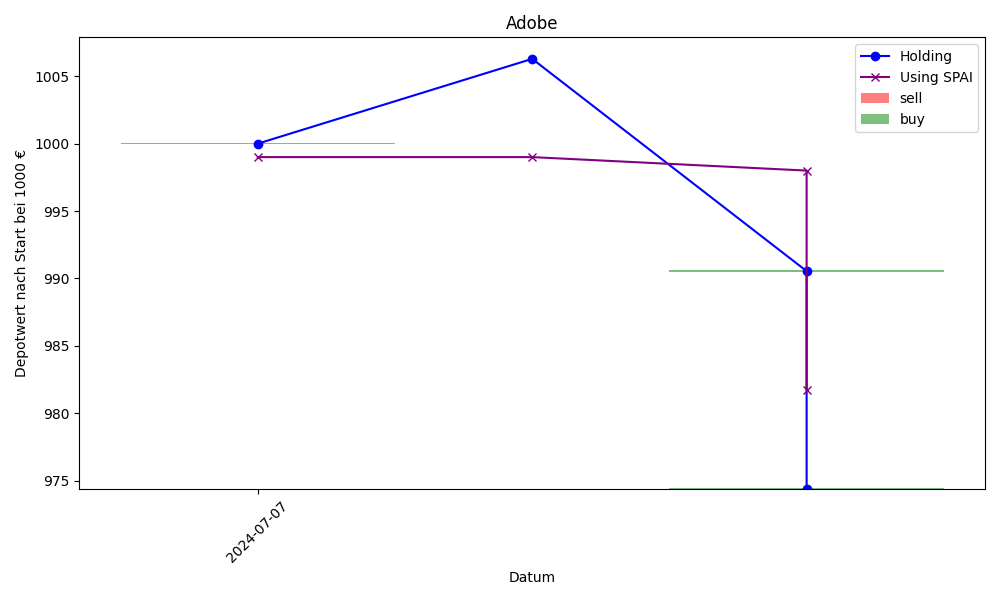 Adobe
Depotwert nach Start bei 1000 €
1005
1000
995
990
985
980
975
Holding
Using SPAI
sell
buy
2024-07-07
Datum